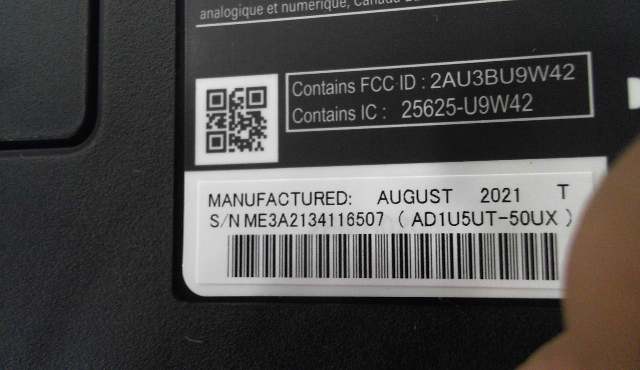 analogique et numérique, Canada
Contains FCC ID : 2AU3BU9W42
Contains IC : 25625-U9W42
MANUFACTURED: AUGUST 2021 T
S/N ME3A2134116507 ( AD1U5UT-50UX )